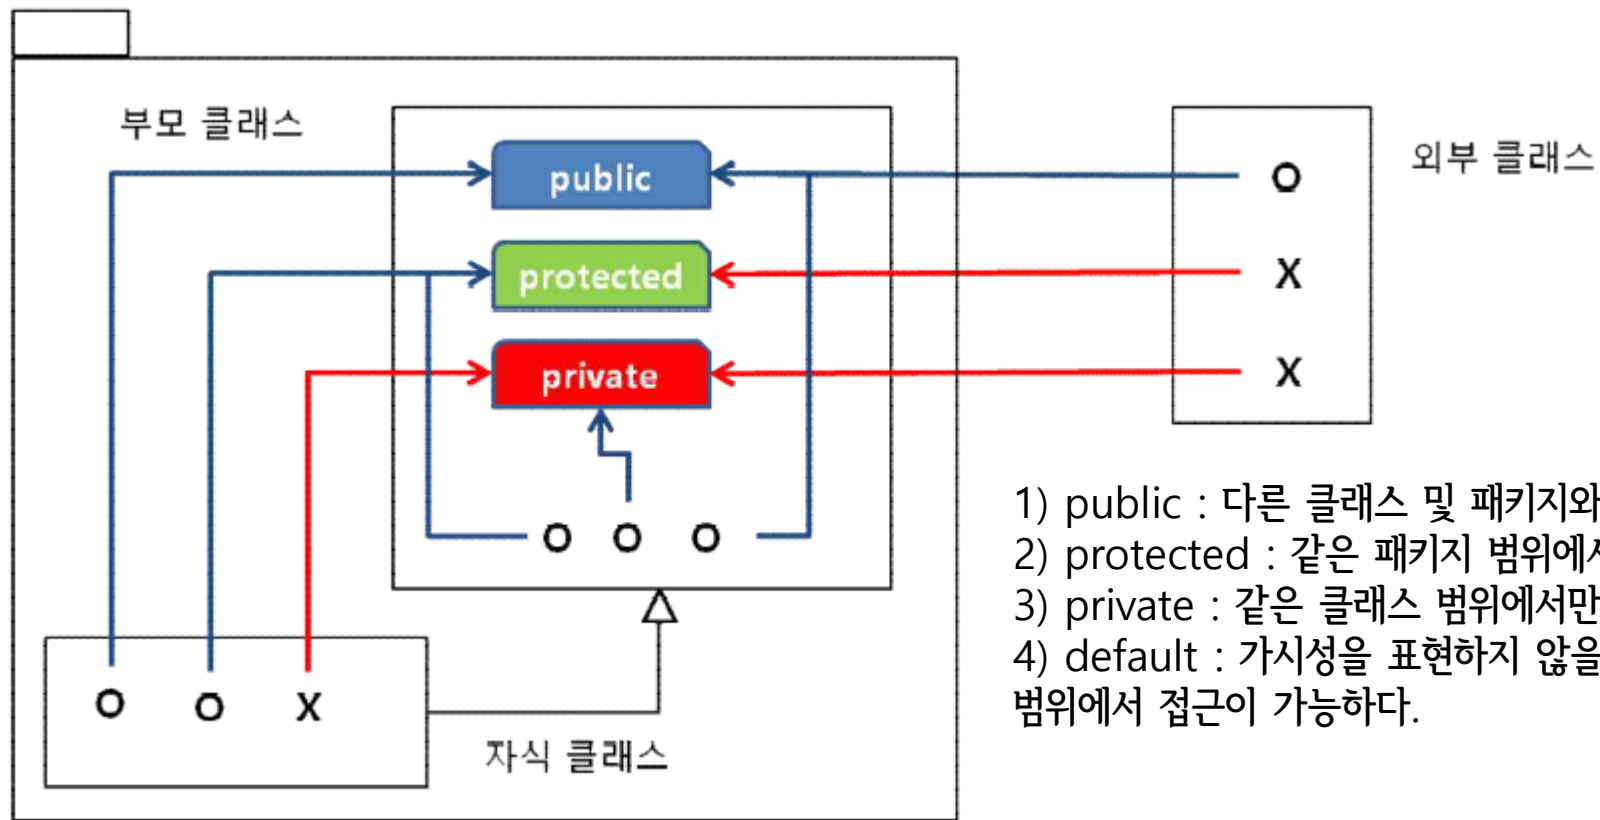 부모 클래스
public
protected
private
O O O
O O X
자식 클래스
O
X
X
외부 클래스
1) public : 다른 클래스 및 패키지와
2) protected : 같은 패키지 범위에서
3) private : 같은 클래스 범위에서만
4) default : 가시성을 표현하지 않을
범위에서 접근이 가능하다.